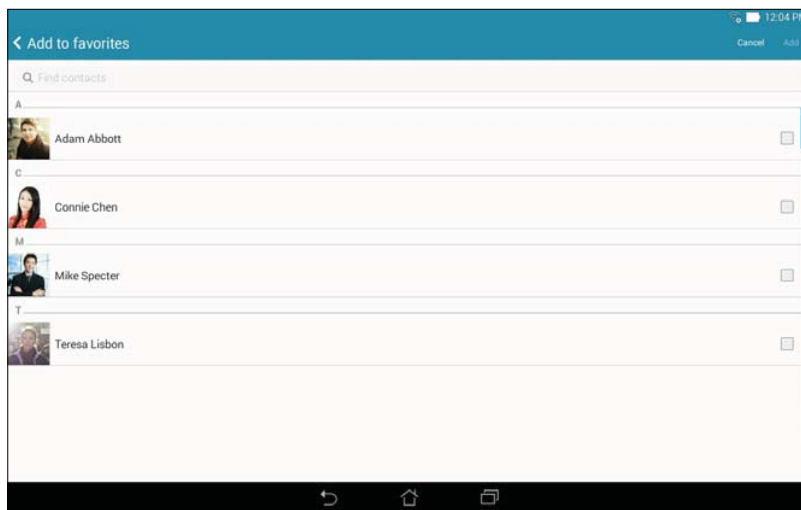 12:04 PM
Add to favorites
Cancel Add
Find contacts
A
Adam Abbott
C
Connie Chen
M
Mike Specter
T
Teresa Lisbon